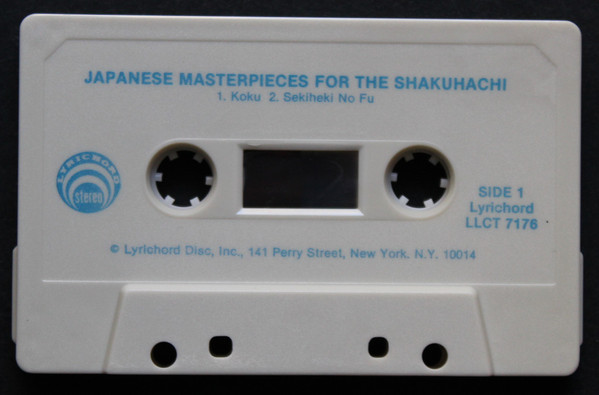 JAPANESE MASTERPIECES FOR THE SHAKUHACHI
1. Koku 2. Sekiheki No Fu
LYRICHORD
stereo
SIDE 1
Lyrichord
LLCT 7176
© Lyrichord Disc, Inc., 141 Perry Street, New York. N.Y. 10014